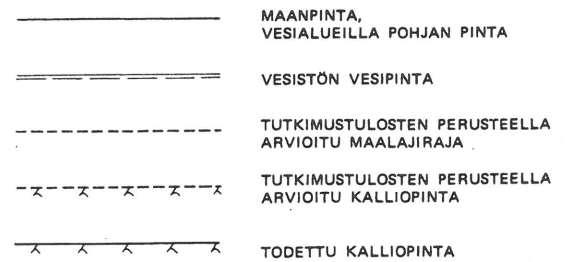 MAANPINTA,
VESIALUEILLA POHJAN PINTA
VESISTÖN VESIPINTA
TUTKIMUSTULOSTEN PERUSTEELLA
ARVIOITU MAALAJIRAJA
TUTKIMUSTULOSTEN PERUSTEELLA
ARVIOITU KALLIOPINTA
TODETTU KALLIOPINTA